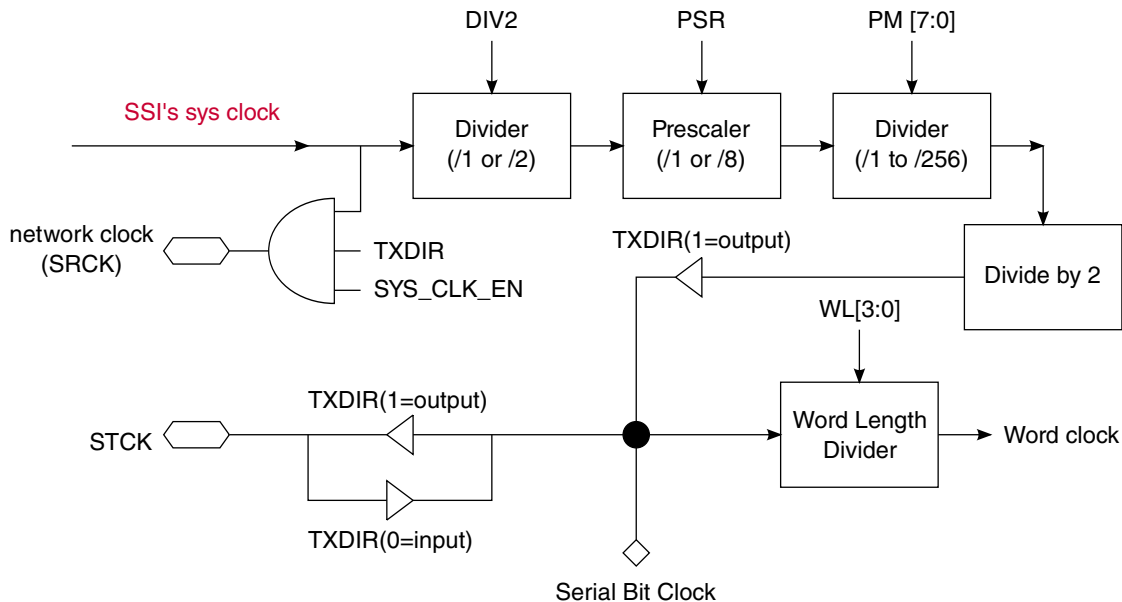 DIV2
PSR
PM [7:0]
SSI's sys clock
Divider
(/1 or /2)
Prescaler
(/1 or /8)
Divider
(/1 to /256)
network clock
(SRCK)
TXDIR
SYS_CLK_EN
TXDIR(1=output)
Divide by 2
WL[3:0]
TXDIR(1=output)
STCK
Word Length
Divider
Word clock
TXDIR(0=input)
Serial Bit Clock